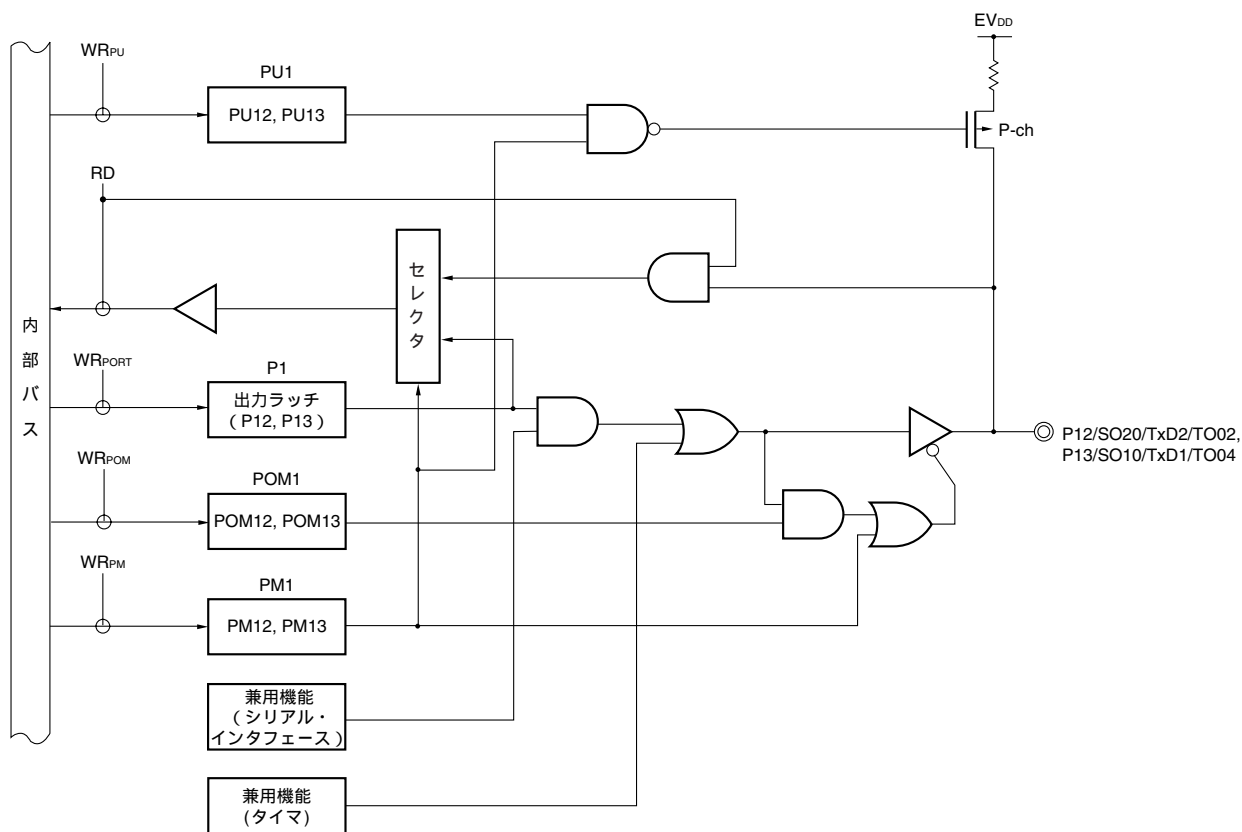 EVDD
WRPU
PU1
PU12, PU13
P-ch
RD
セレクタ
内部バス
WRPORT
P1
出力ラッチ
（P12, P13）
P12/SO20/TxD2/TO02,
P13/SO10/TxD1/TO04
WRPOM
POM1
POM12, POM13
WRPM
PM1
PM12, PM13
兼用機能
（シリアル・
インタフェース）
兼用機能
(タイマ)